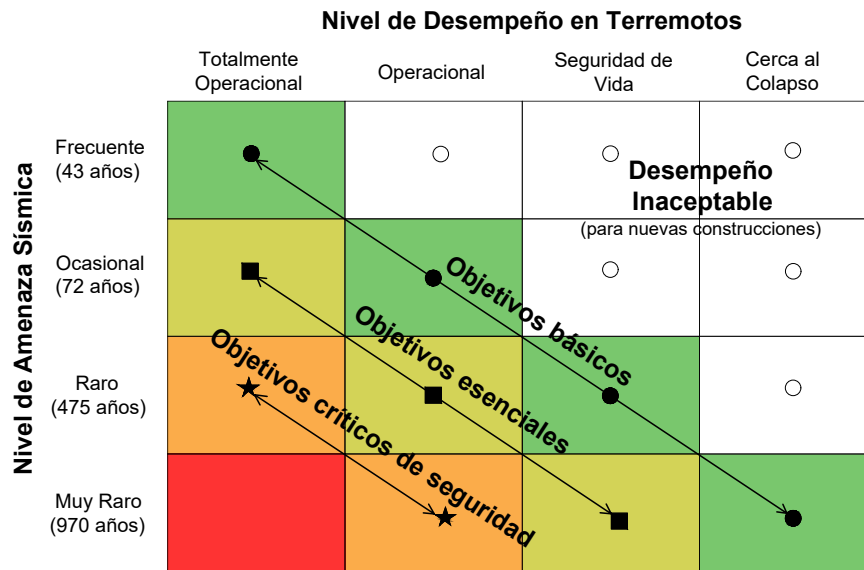 Nivel de Desempeño en Terremotos
Totalmente
Operacional
Operacional
Seguridad de
Vida
Cerca al
Colapso
Nivel de Amenaza Sísmica
Frecuente
(43 años)
Desempeño
Inaceptable
(para nuevas construcciones)
Ocasional
(72 años)
Objetivos básicos
Objetivos esenciales
Objetivos críticos de seguridad
Raro
(475 años)
Muy Raro
(970 años)